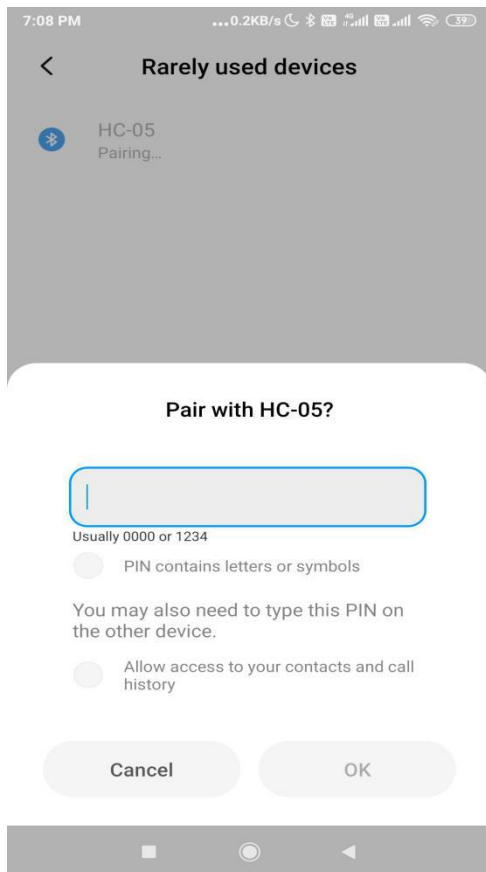 7:08 PM ...0.2KB/s 4G 39
Rarely used devices
HC-05
Pairing...
Pair with HC-05?
Usually 0000 or 1234
PIN contains letters or symbols
You may also need to type this PIN on
the other device.
Allow access to your contacts and call
history
Cancel OK